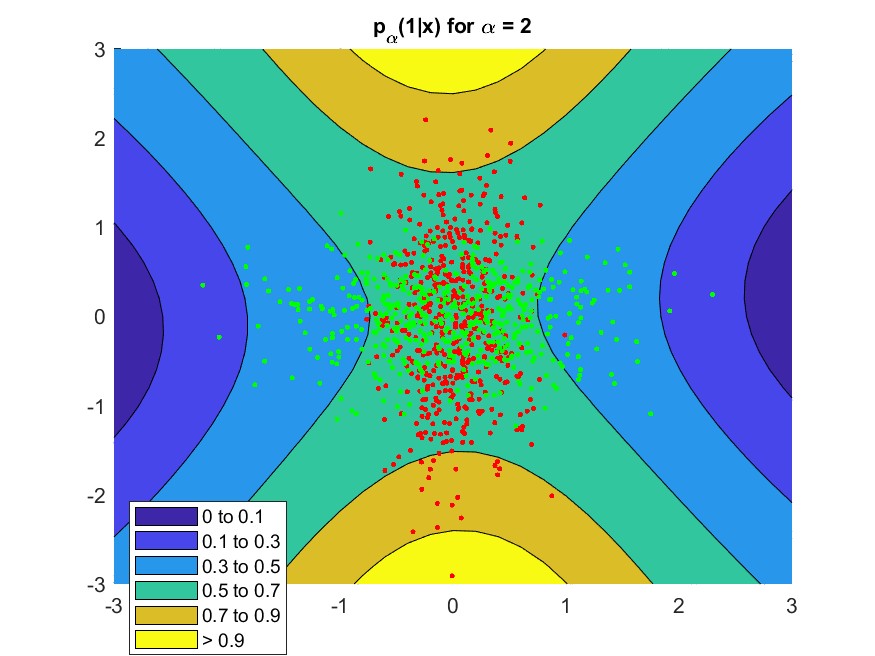 p_α(1|x) for α = 2
3
2
1
0
-1
-2
-3
-3 -1 0 1 2 3
0 to 0.1
0.1 to 0.3
0.3 to 0.5
0.5 to 0.7
0.7 to 0.9
> 0.9